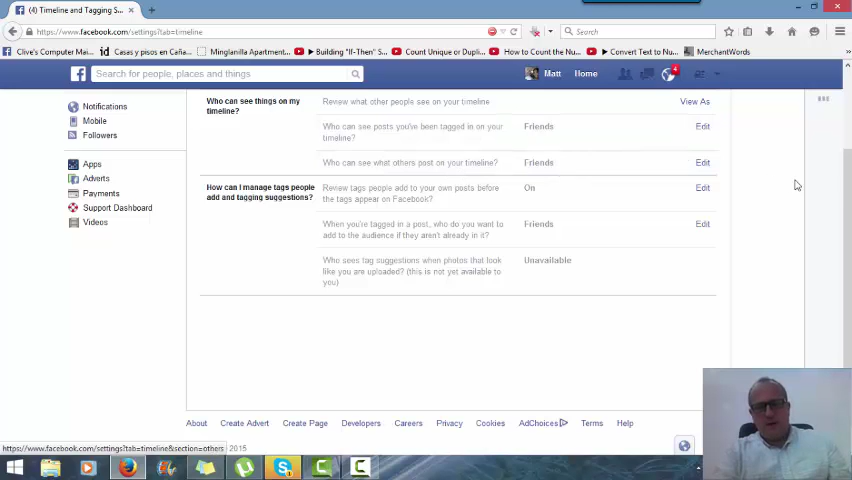 (4) Timeline and Tagging S...
https://www.facebook.com/settings?tab=timeline
Search
Clive's Computer Mai...
Casas y pisos en Caña...
Minglanilla Apartment...
Building "If-Then" S...
Count Unique or Dupli...
How to Count the Nu...
Convert Text to Nu...
MerchantWords
Search for people, places and things
Matt
Home
4
Notifications
Mobile
Followers
Apps
Adverts
Payments
Support Dashboard
Videos
Who can see things on my
timeline?
Review what other people see on your timeline
View As
Who can see posts you've been tagged in on your
timeline?
Friends
Edit
Who can see what others post on your timeline?
Friends
Edit
How can I manage tags people
add and tagging suggestions?
Review tags people add to your own posts before
the tags appear on Facebook?
On
Edit
When you're tagged in a post, who do you want to
add to the audience if they aren't already in it?
Friends
Edit
Who sees tag suggestions when photos that look
like you are uploaded? (this is not yet available to
you)
Unavailable
About
Create Advert
Create Page
Developers
Careers
Privacy
Cookies
AdChoices
Terms
Help
https://www.facebook.com/settings?tab=timeline&section=others
2015